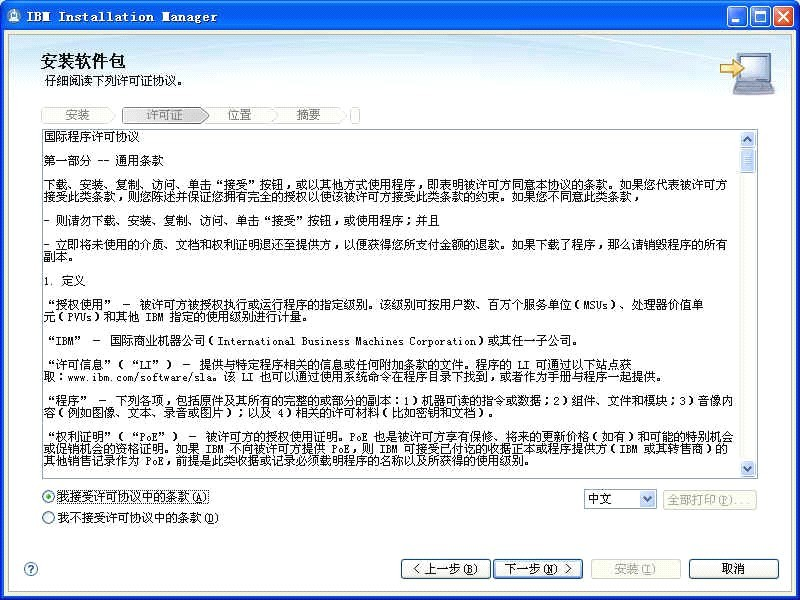 IBM Installation Manager
安装软件包
仔细阅读下列许可证协议。
安装 许可证 位置 摘要
国际程序许可协议
第一部分 -- 通用条款
下载、安装、复制、访问、单击“接受”按钮，或以其他方式使用程序，即表明被许可方同意本协议的条款。如果您代表被许可方
接受此类条款，则您陈述并保证您拥有完全的授权以使该被许可方接受此类条款的约束。如果您不同意此类条款，
- 则请勿下载、安装、复制、访问、单击“接受”按钮，或使用程序；并且
- 立即将未使用的介质、文档和权利证明退还至提供方，以便获得您所支付金额的退款。如果下载了程序，那么请销毁程序的所有
副本。
1. 定义
“授权使用” － 被许可方被授权执行或运行程序的指定级别。该级别可按用户数、百万个服务单位(MSUs)、处理器价值单
元(PVUs)和其他 IBM 指定的使用级别进行计量。
“IBM” － 国际商业机器公司(International Business Machines Corporation)或其任一子公司。
“许可信息”(“LI”) － 提供与特定程序相关的信息或任何附加条款的文件。程序的 LI 可通过以下站点获
取：www.ibm.com/software/sla。该 LI 也可以通过使用系统命令在程序目录下找到，或者作为手册与程序一起提供。
“程序” － 下列各项，包括原件及其所有的完整的或部分的副本：1)机器可读的指令或数据；2)组件、文件和模块；3)音像内
容(例如图像、文本、录音或图片)；以及 4)相关的许可材料(比如密钥和文档)。
“权利证明”(“PoE”) － 被许可方的授权使用证明。PoE 也是被许可方享有保修、将来的更新价格(如有)和可能的特别机会
或促销机会的资格证明。如果 IBM 不向被许可方提供 PoE，则 IBM 可接受已付讫的收据正本或程序提供方(IBM 或其转售商)的
其他销售记录作为 PoE，前提是此类收据或记录必须载明程序的名称以及所获得的使用级别。
我接受许可协议中的条款(A)
中文 全部打印(P)...
我不接受许可协议中的条款(D)
? < 上一步(B) 下一步(N) > 安装(I) 取消